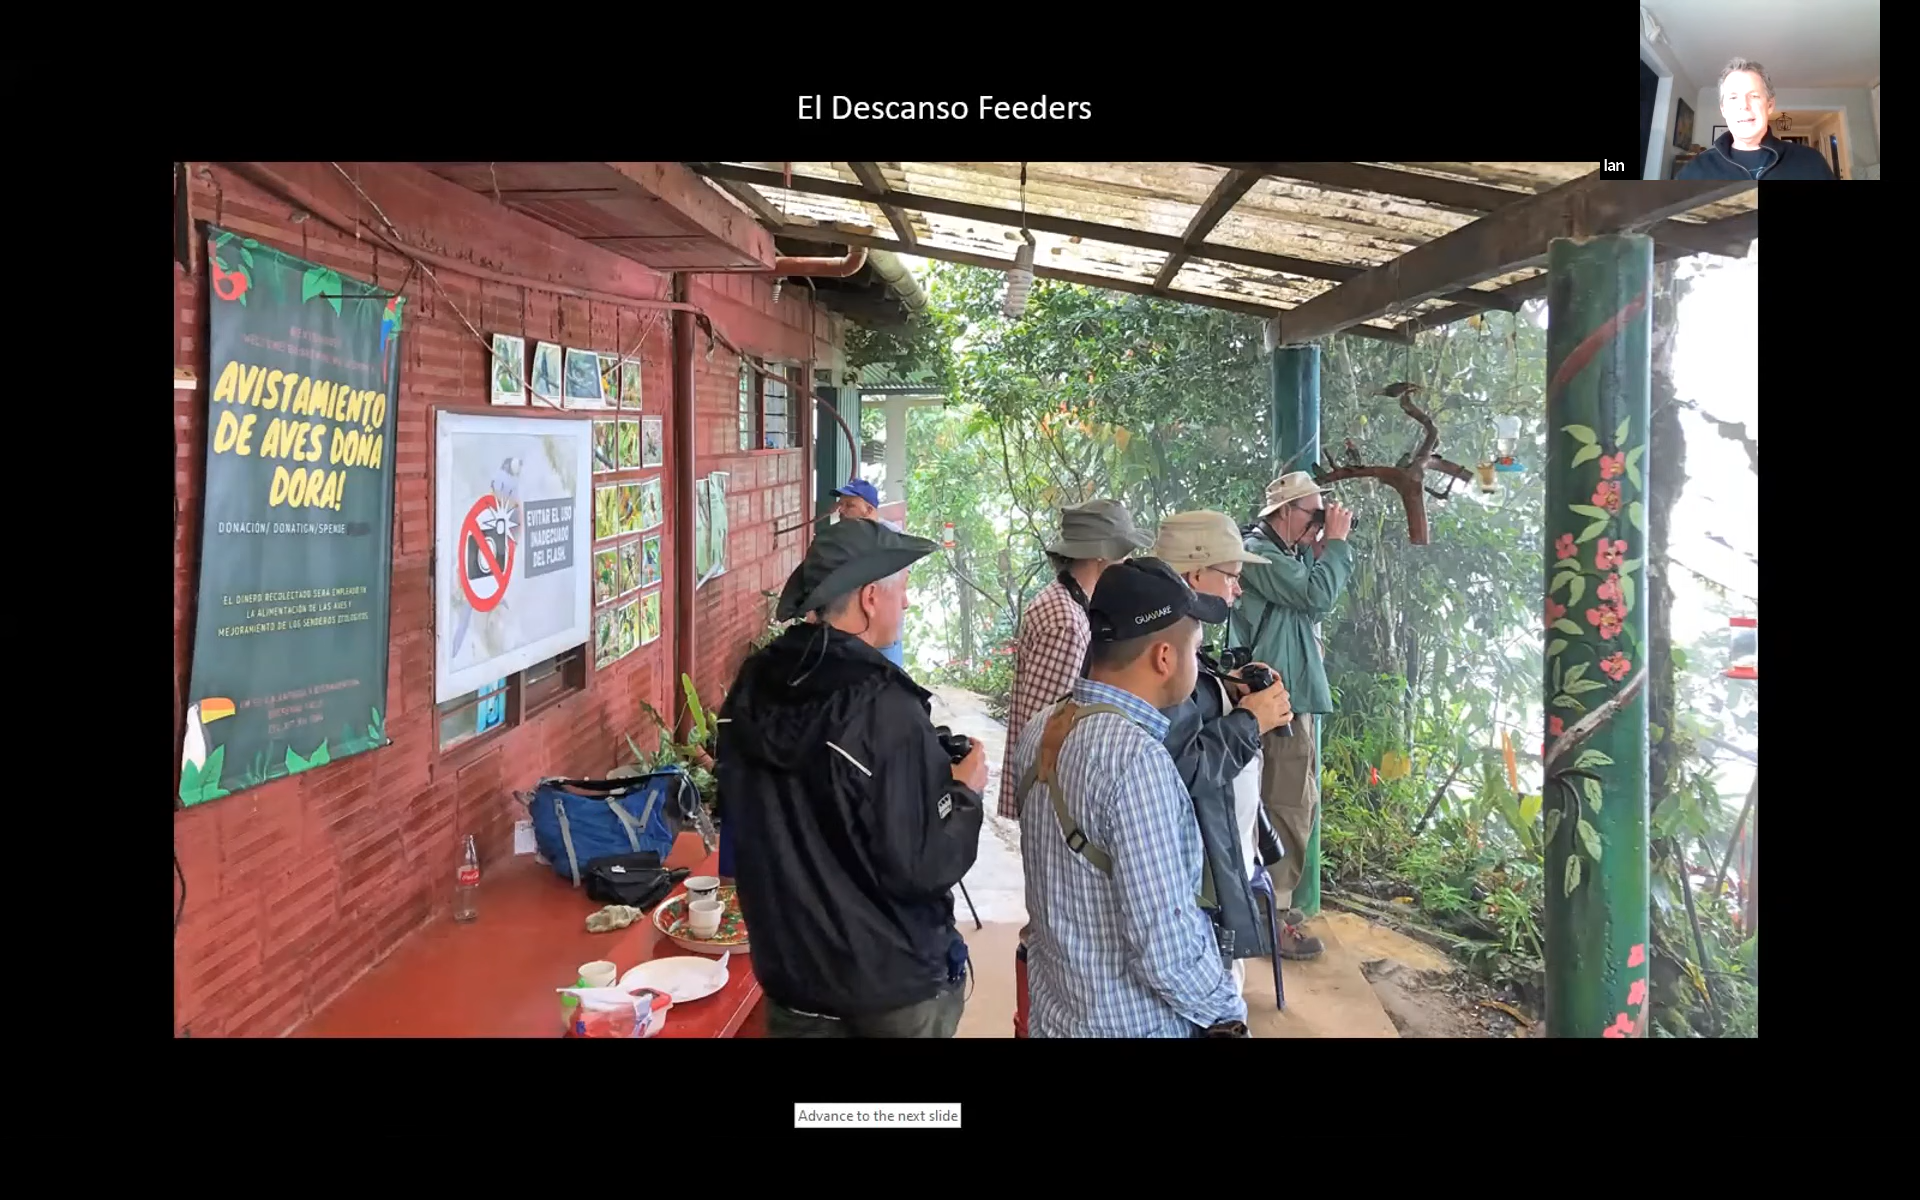 El Descanso Feeders
Ian
AVISTAMIENTO
DE AVES DOÑA
DORA!
DONACIÓN/ DONATION/SPENDE
EL DINERO RECOLECTADO SERÁ EMPLEADO EN
LA ALIMENTACIÓN DE LAS AVES Y
MEJORAMIENTO DE LOS SENDEROS ECOLOGICOS
EVITAR EL USO
INADECUADO
DEL FLASH.
GUAVIARE
Advance to the next slide